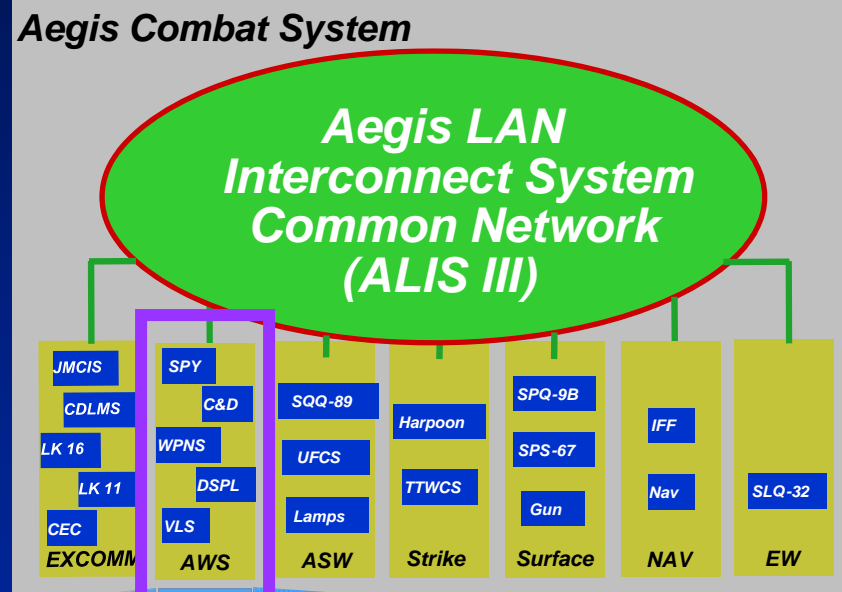 Aegis Combat System
Aegis LAN
Interconnect System
Common Network
(ALIS III)
JMCIS
CDLMS
LK 16
LK 11
CEC
EXCOMM
SPY
C&D
WPNS
DSPL
VLS
AWS
SQQ-89
UFCS
Lamps
ASW
Harpoon
TTWCS
Strike
SPQ-9B
SPS-67
Gun
Surface
IFF
Nav
NAV
SLQ-32
EW